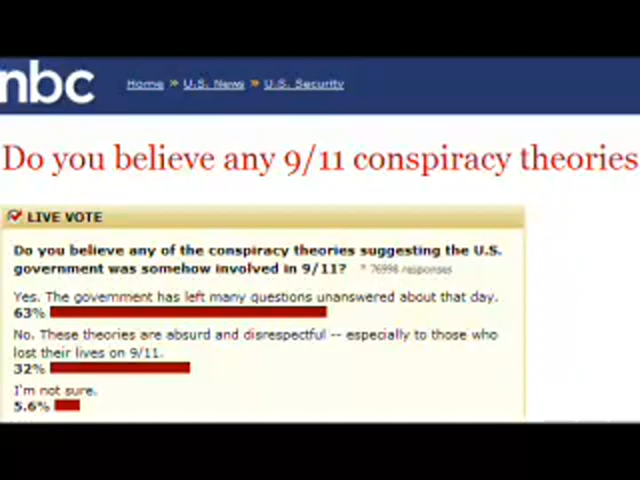 nbc
Home » U.S. News » U.S. Security
Do you believe any 9/11 conspiracy theories
LIVE VOTE
Do you believe any of the conspiracy theories suggesting the U.S.
government was somehow involved in 9/11? * 76998 responses
Yes. The government has left many questions unanswered about that day.
63%
No. These theories are absurd and disrespectful -- especially to those who
lost their lives on 9/11.
32%
I'm not sure.
5.6%